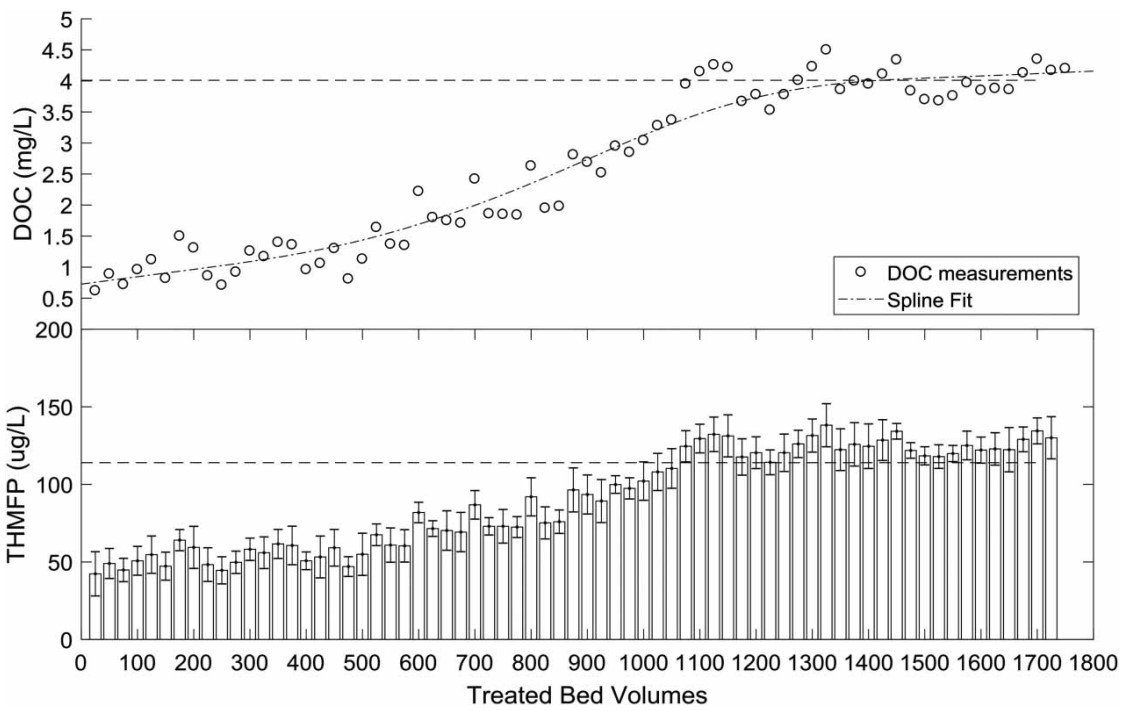 5
4.5
4
3.5
3
2.5
2
1.5
1
0.5
DOC (mg/L)
DOC measurements
Spline Fit
200
150
100
50
0
THMFP (ug/L)
0 100 200 300 400 500 600 700 800 900 1000 1100 1200 1300 1400 1500 1600 1700 1800
Treated Bed Volumes